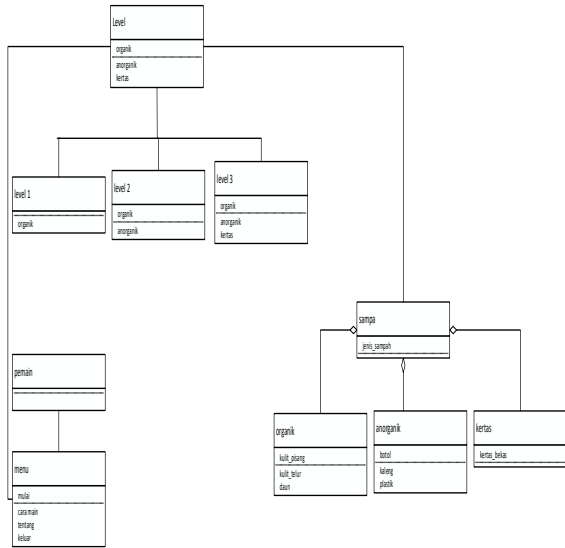 Level
organik
anorganik
kertas
level 1
organik
level 2
organik
anorganik
level 3
organik
anorganik
kertas
sampa
jenis_sampah
pemain
menu
mulai
cara main
tentang
keluar
organik
kulit_pisang
kulit_telur
daun
anorganik
botol
kaleng
plastik
kertas
kertas_bekas